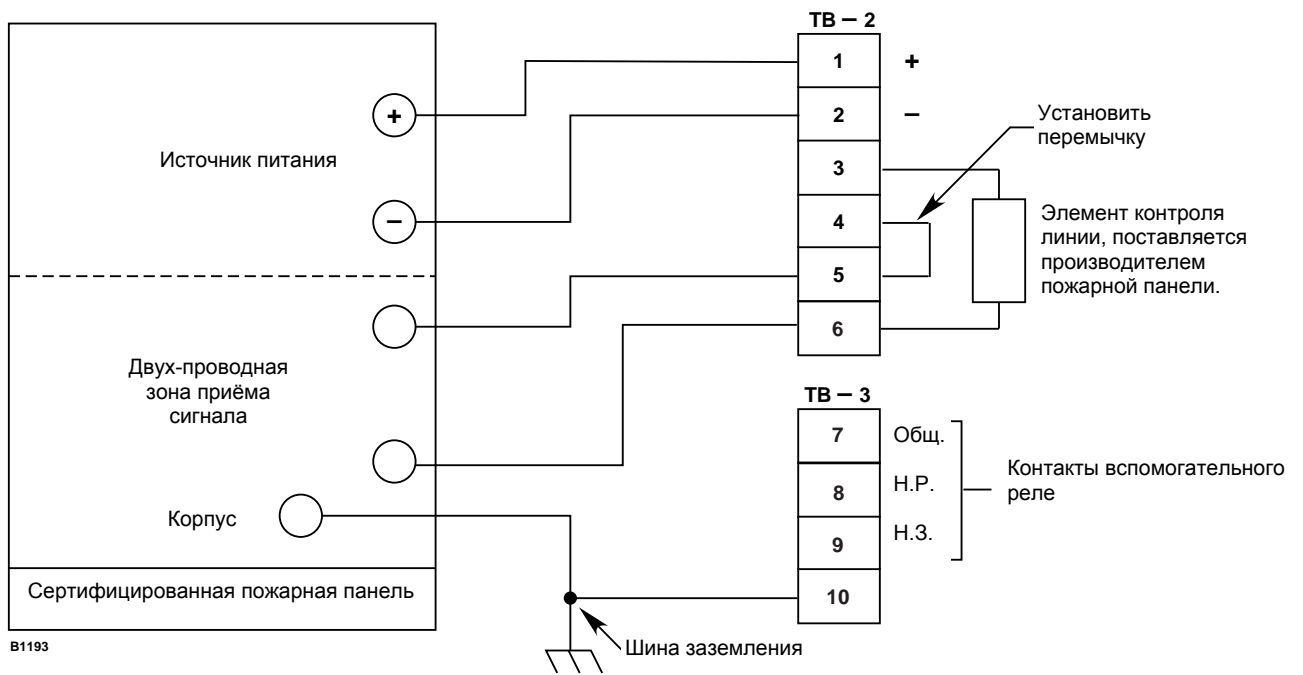 ТВ – 2
1 +
2 –
3
4
5
6
Установить
перемычку
Элемент контроля
линии, поставляется
производителем
пожарной панели.
+
Источник питания
–
Двух-проводная
зона приёма
сигнала
Корпус
Сертифицированная пожарная панель
B1193
ТВ – 3
7 Общ.
8 Н.Р.
9 Н.З.
10
Контакты вспомогательного
реле
Шина заземления